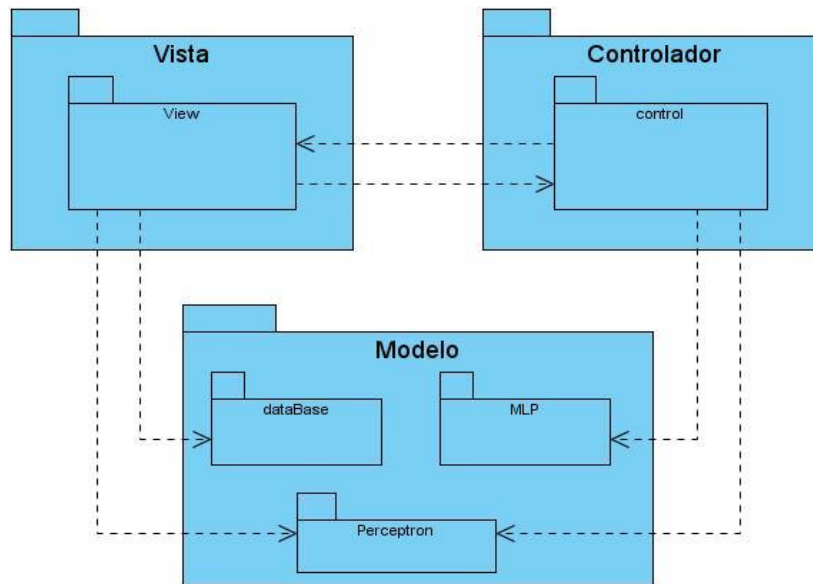 Vista
View
Controlador
control
Modelo
dataBase
MLP
Perceptron